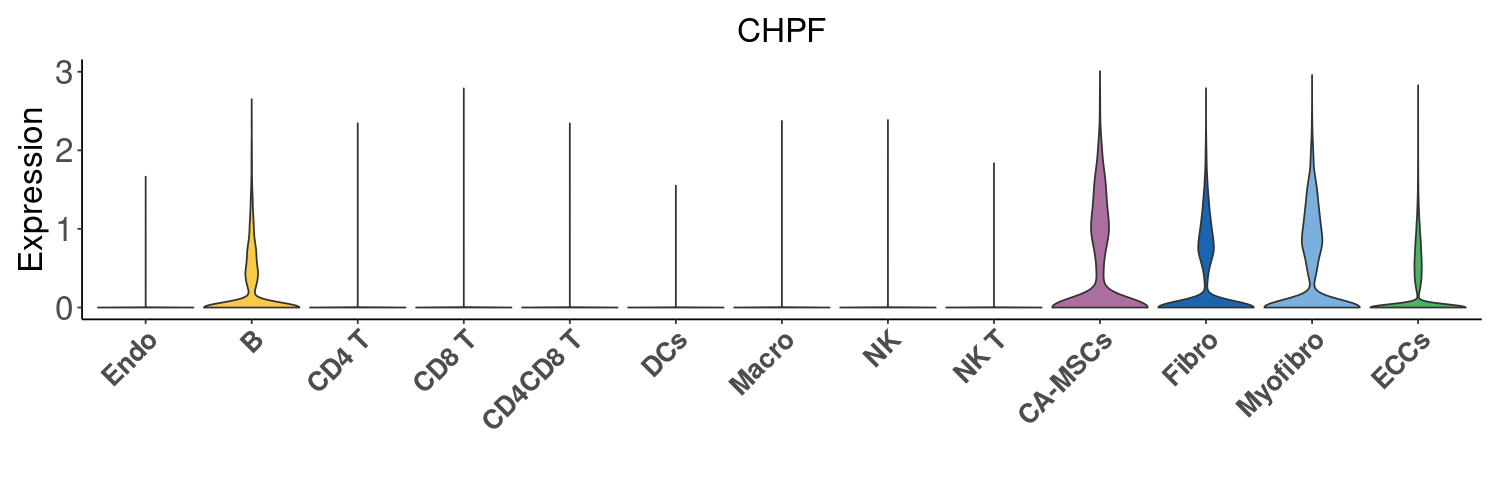 CHPF
Expression
3
2
1
0
Endo
B
CD4 T
CD8 T
CD4CD8 T
DCs
Macro
NK
NK T
CA-MSCs
Fibro
Myofibro
ECCs